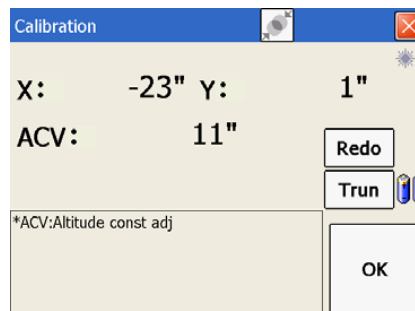 Calibration
X: -23" Y: 1"
ACV: 11"
Redo
Trun
*ACV:Altitude const adj
OK